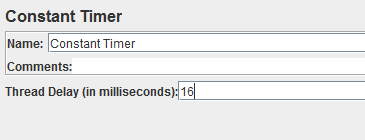 Constant Timer
Name: Constant Timer
Comments:
Thread Delay (in milliseconds): 16